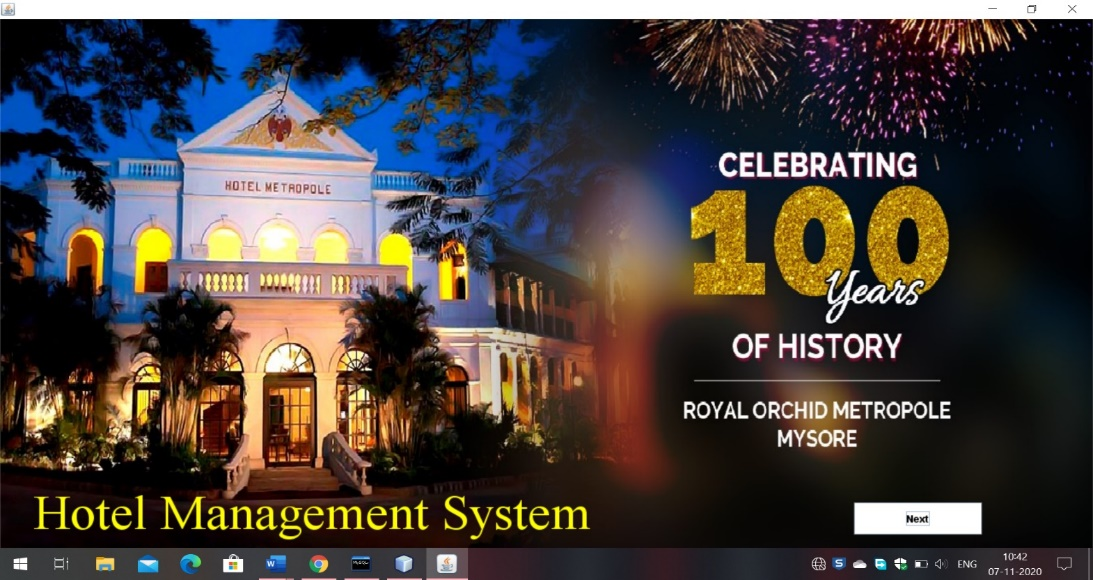 HOTEL METROPOLE
CELEBRATING
100
Years
OF HISTORY
ROYAL ORCHID METROPOLE
MYSORE
Hotel Management System
Next
ENG
10:42
07-11-2020